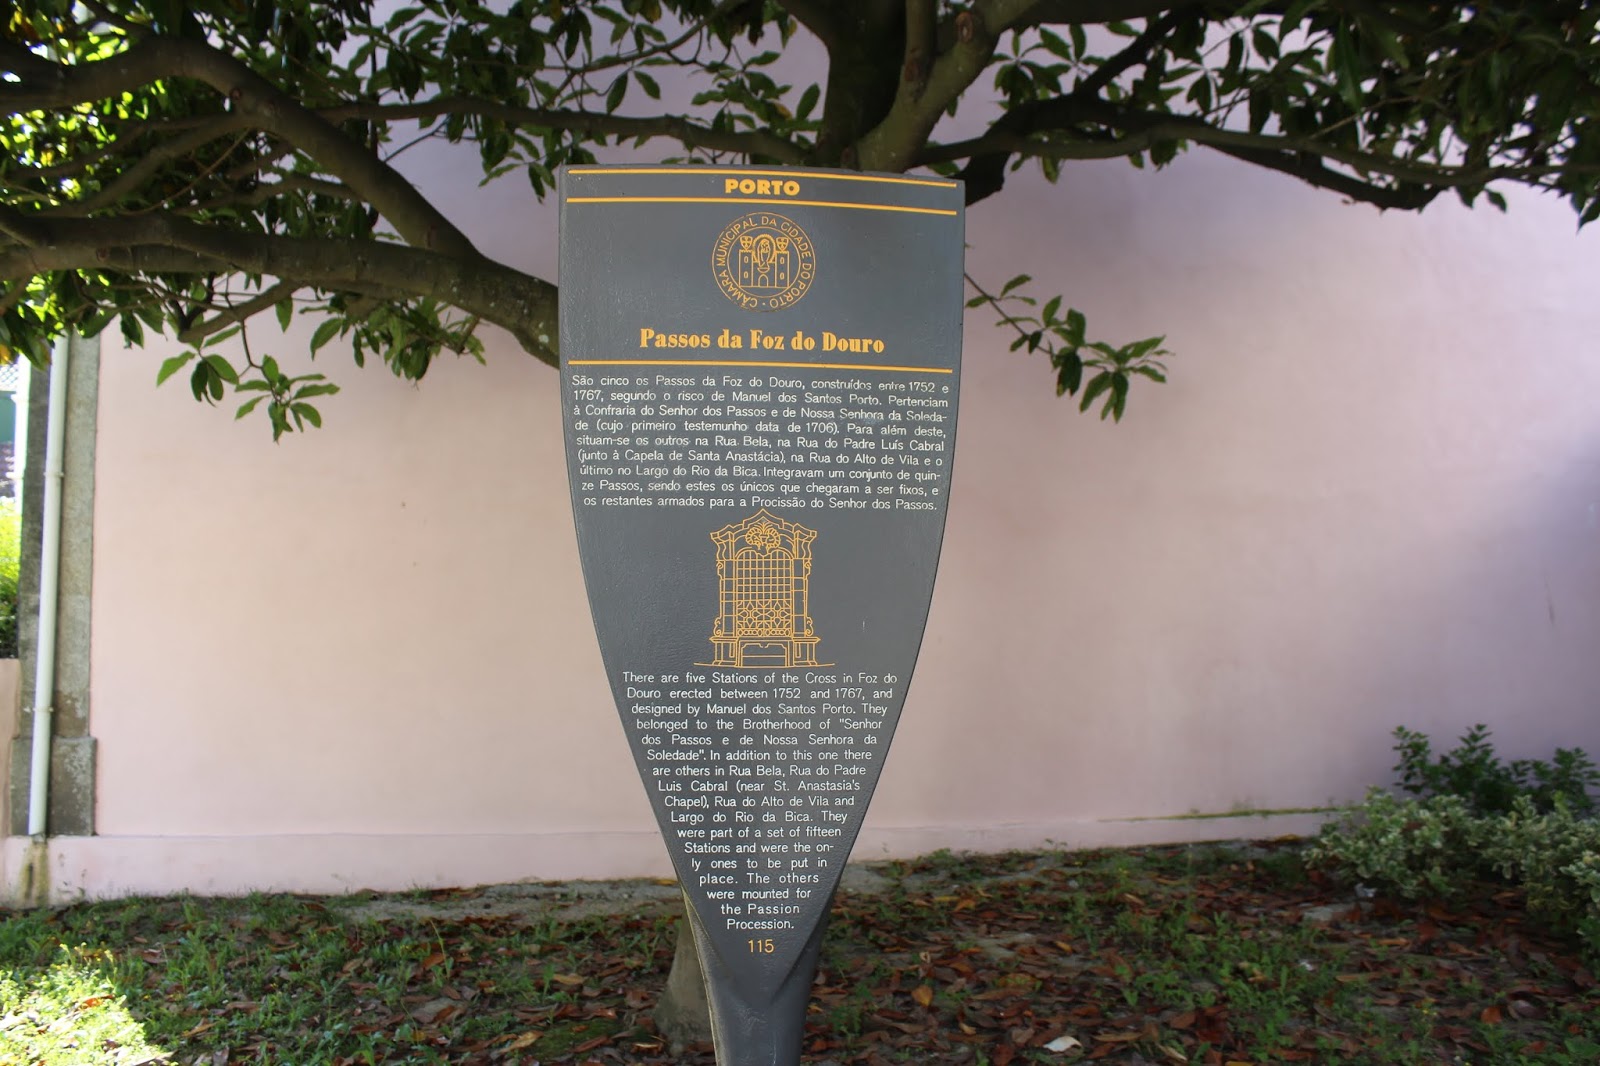 PORTO
CÂMARA MUNICIPAL DA CIDADE DO PORTO
Passos da Foz do Douro
São cinco os Passos da Foz do Douro, construídos entre 1752 e
1767, segundo o risco de Manuel dos Santos Porto. Pertenciam
à Confraria do Senhor dos Passos e de Nossa Senhora da Soleda-
de (cujo primeiro testemunho data de 1706). Para além deste,
situam-se os outros na Rua Bela, na Rua do Padre Luís Cabral
(junto à Capela de Santa Anastácia), na Rua do Alto de Vila e o
último no Largo do Rio da Bica. Integravam um conjunto de quin-
ze Passos, sendo estes os únicos que chegaram a ser fixos, e
os restantes armados para a Procissão do Senhor dos Passos.
There are five Stations of the Cross in Foz do
Douro erected between 1752 and 1767, and
designed by Manuel dos Santos Porto. They
belonged to the Brotherhood of "Senhor
dos Passos e de Nossa Senhora da
Soledade". In addition to this one there
are others in Rua Bela, Rua do Padre
Luis Cabral (near St. Anastasia's
Chapel), Rua do Alto de Vila and
Largo do Rio da Bica. They
were part of a set of fifteen
Stations and were the on-
ly ones to be put in
place. The others
were mounted for
the Passion
Procession.
115